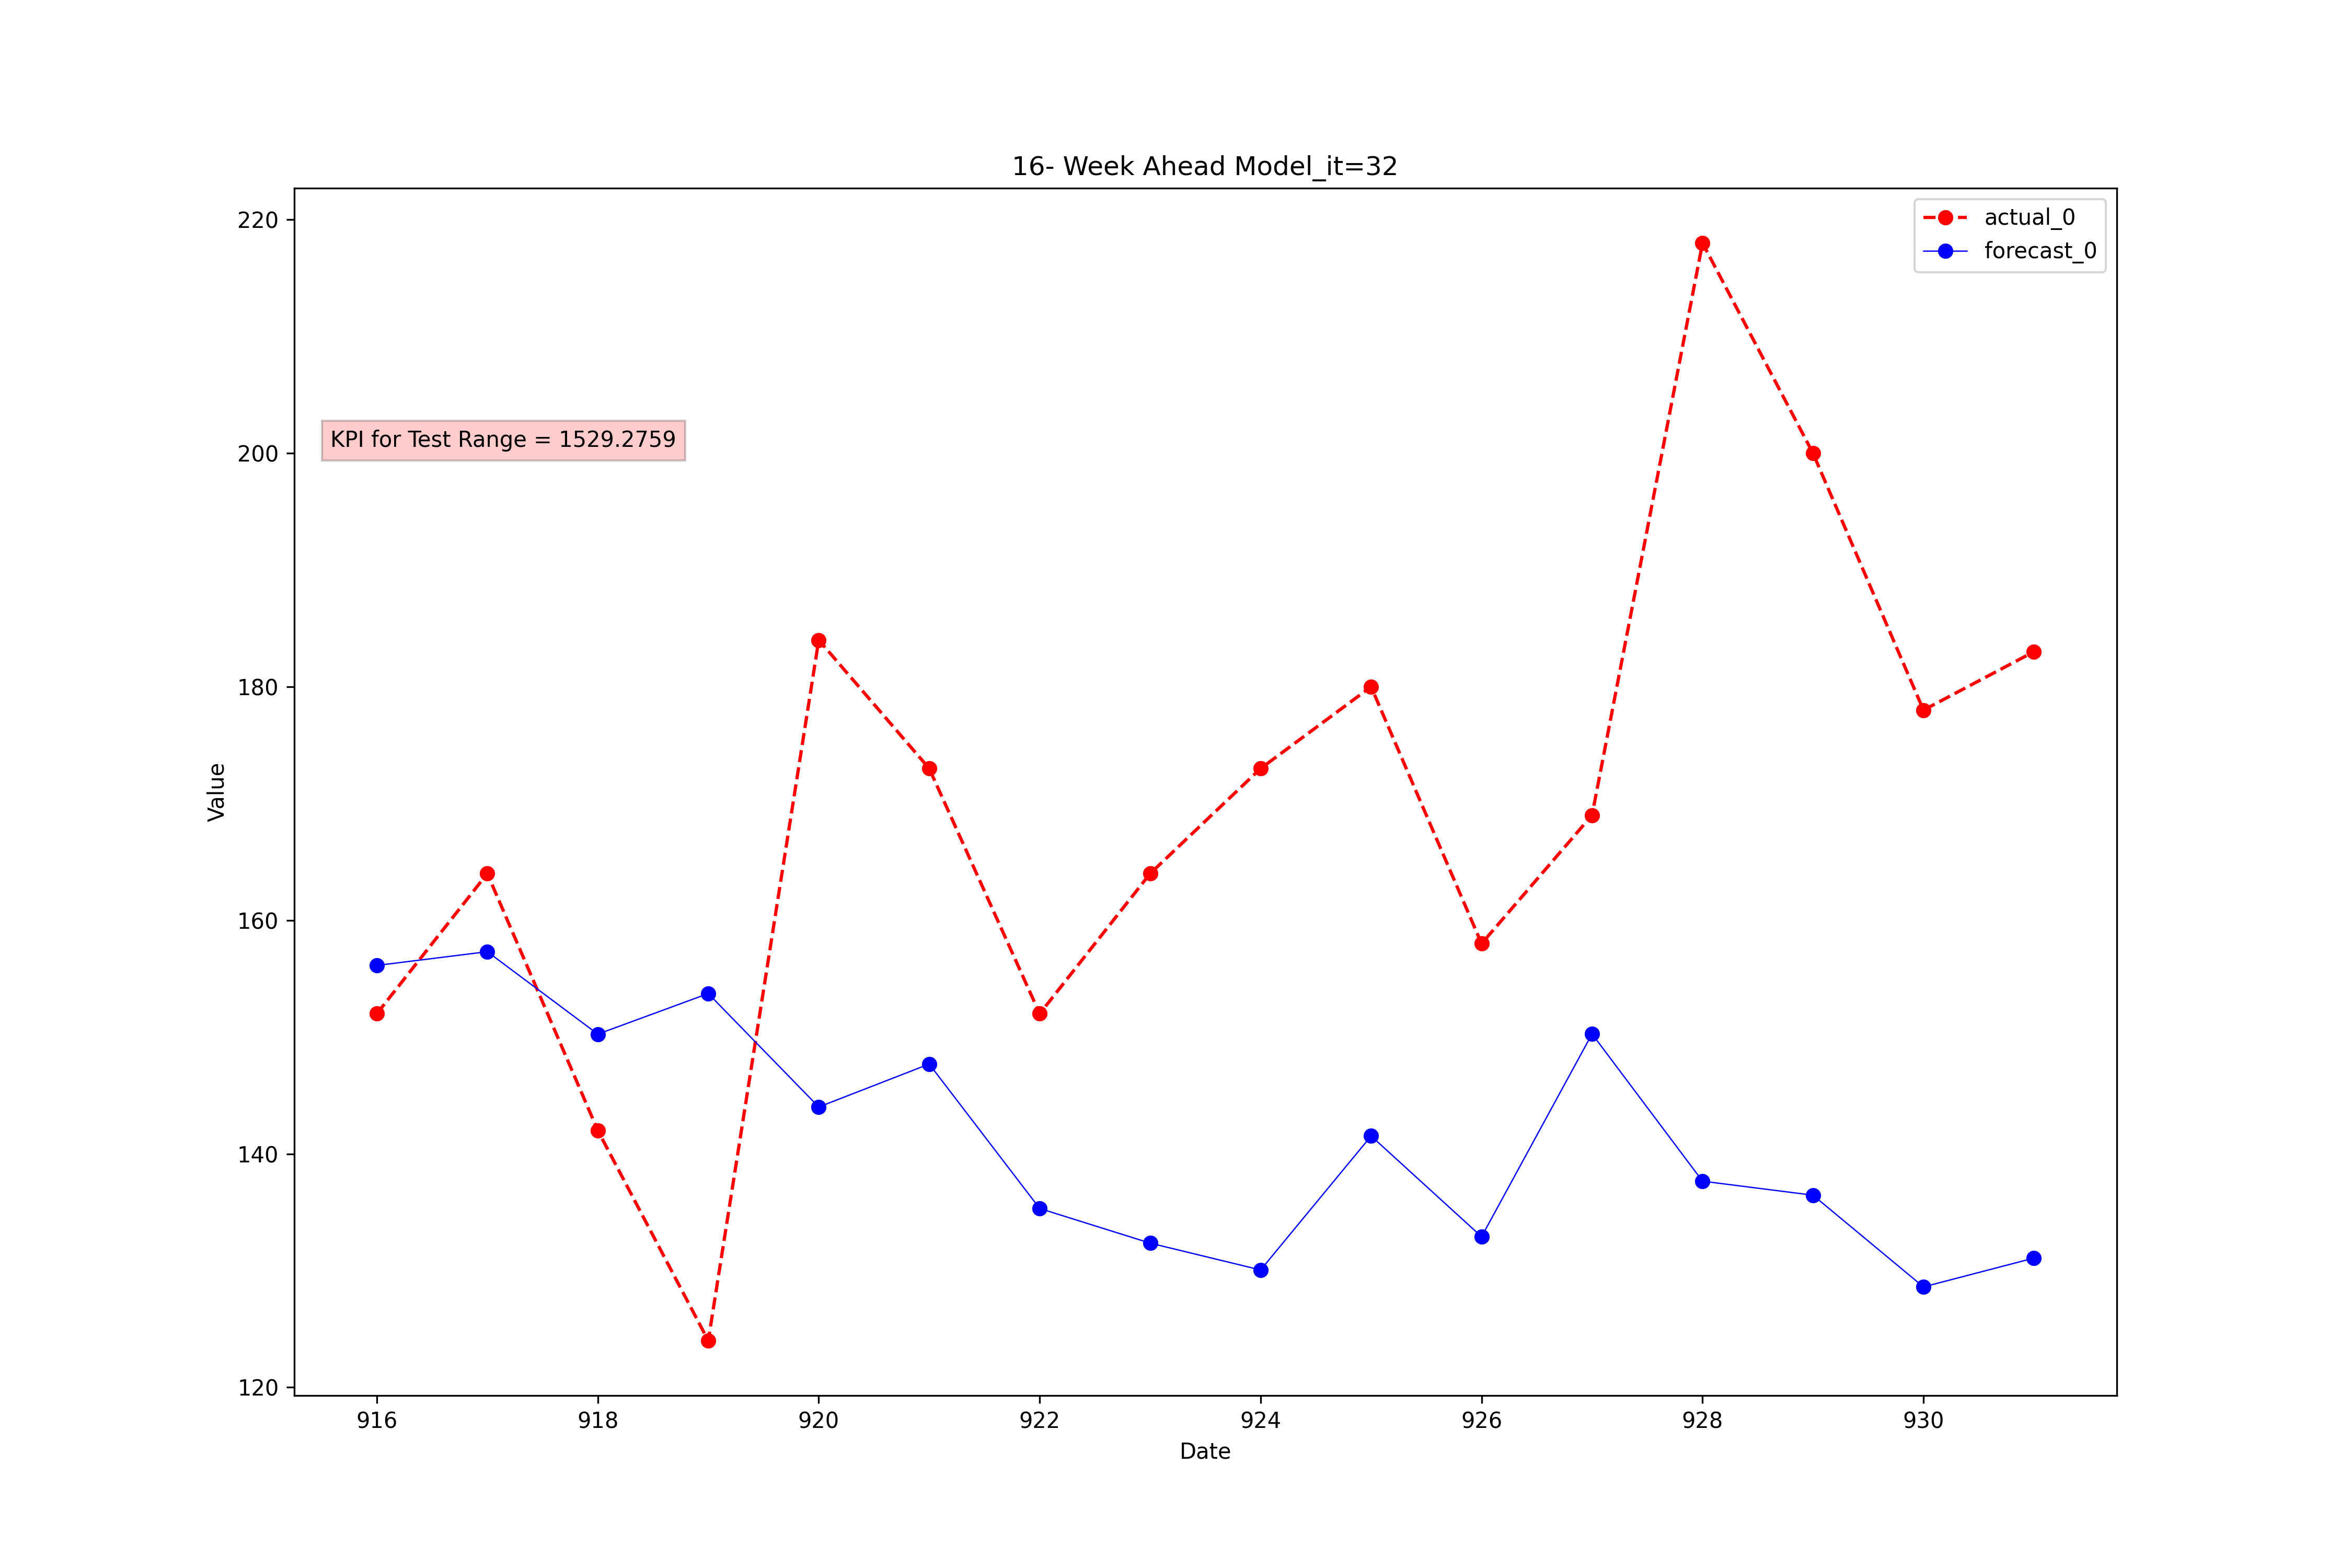 16- Week Ahead Model_it=32
actual_0
forecast_0
KPI for Test Range = 1529.2759
Value
220
200
180
160
140
120
916 918 920 922 924 926 928 930
Date